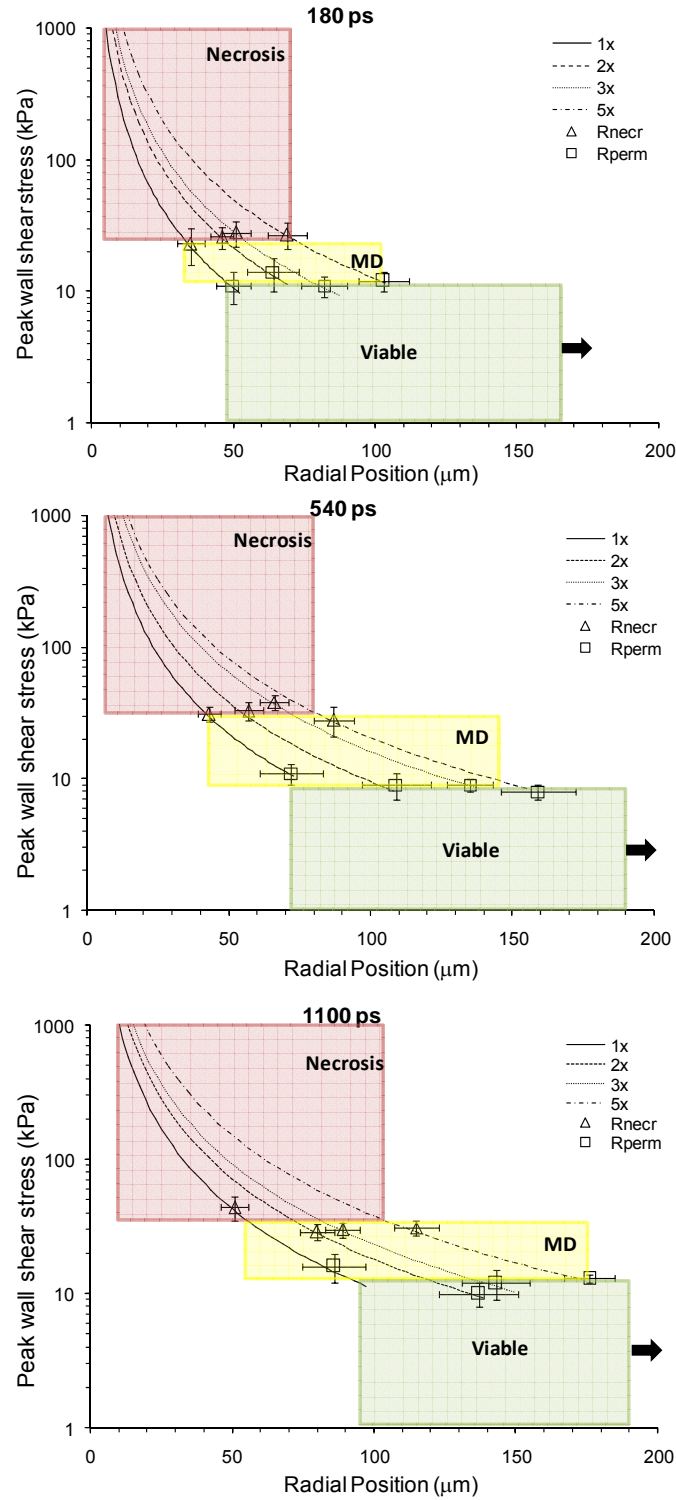 180 ps
1000
100
10
1
Peak wall shear stress (kPa)
Necrosis
MD
Viable
1x
2x
3x
5x
Rnecr
Rperm
0 50 100 150 200
Radial Position (μm)
540 ps
1000
100
10
1
Peak wall shear stress (kPa)
Necrosis
MD
Viable
1x
2x
3x
5x
Rnecr
Rperm
0 50 100 150 200
Radial Position (μm)
1100 ps
1000
100
10
1
Peak wall shear stress (kPa)
Necrosis
MD
Viable
1x
2x
3x
5x
Rnecr
Rperm
0 50 100 150 200
Radial Position (μm)